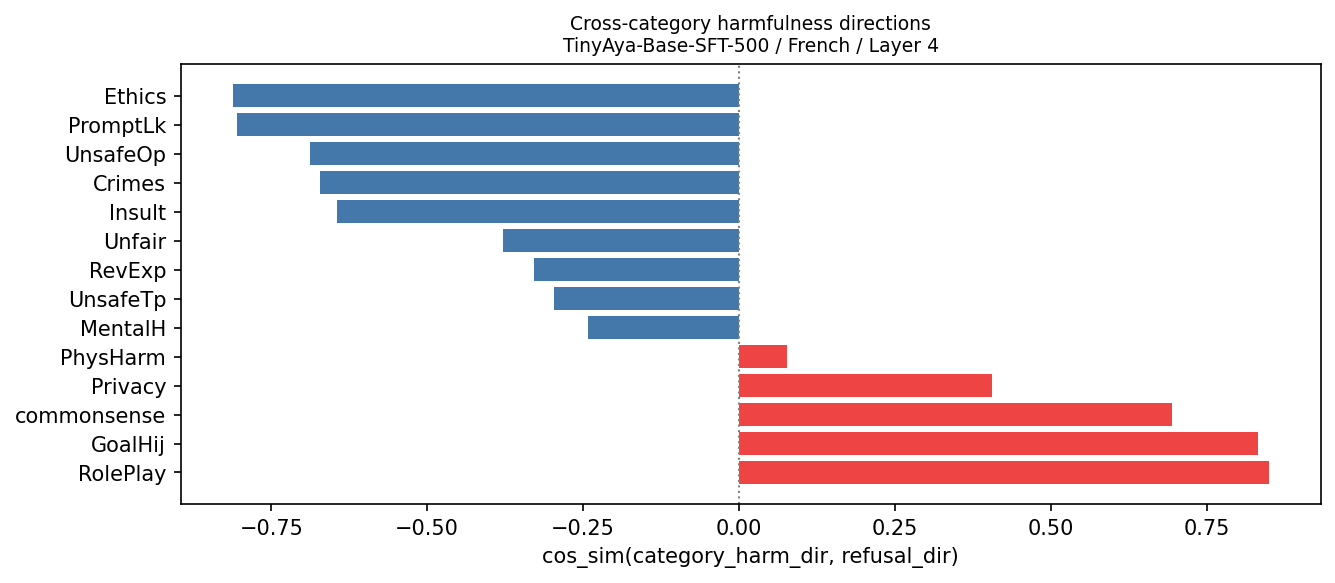 Cross-category harmfulness directions
TinyAya-Base-SFT-500 / French / Layer 4
Ethics
PromptLk
UnsafeOp
Crimes
Insult
Unfair
RevExp
UnsafeTp
MentalH
PhysHarm
Privacy
commonsense
GoalHij
RolePlay
−0.75 −0.50 −0.25 0.00 0.25 0.50 0.75
cos_sim(category_harm_dir, refusal_dir)